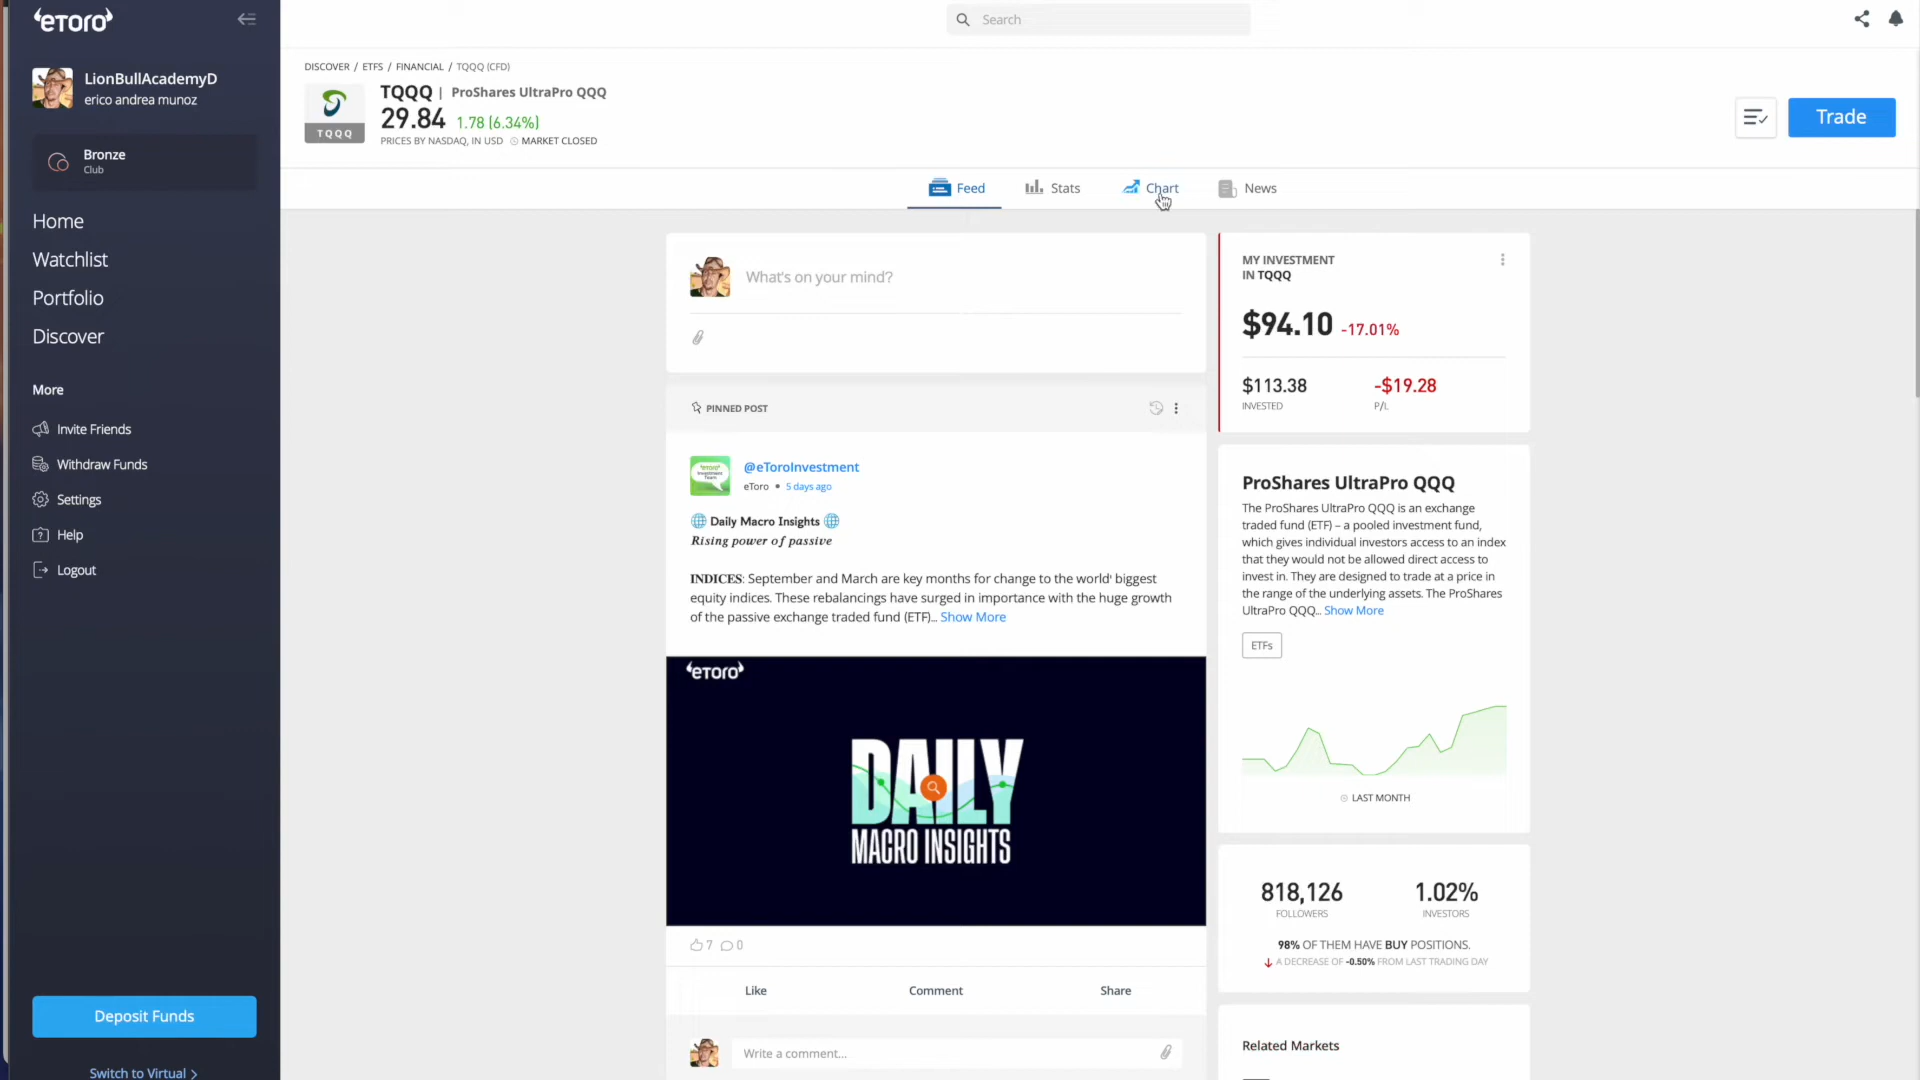 eToro
Search
LionBullAcademyD
erico andrea munoz
Bronze
Club
Home
Watchlist
Portfolio
Discover
More
Invite Friends
Withdraw Funds
Settings
Help
Logout
Deposit Funds
Switch to Virtual >
DISCOVER / ETFS / FINANCIAL / TQQQ (CFD)
TQQQ
TQQQ | ProShares UltraPro QQQ
29.84 1.78 (6.34%)
PRICES BY NASDAQ, IN USD MARKET CLOSED
Trade
Feed
Stats
Chart
News
What's on your mind?
PINNED POST
eToro
Investment
Team
@eToroInvestment
eToro • 5 days ago
🌐 Daily Macro Insights 🌐
Rising power of passive
INDICES: September and March are key months for change to the world' biggest
equity indices. These rebalancings have surged in importance with the huge growth
of the passive exchange traded fund (ETF)... Show More
eToro
DAILY
MACRO INSIGHTS
7 0
Like
Comment
Share
Write a comment...
MY INVESTMENT
IN TQQQ
$94.10 -17.01%
$113.38 -$19.28
INVESTED P/L
ProShares UltraPro QQQ
The ProShares UltraPro QQQ is an exchange
traded fund (ETF) – a pooled investment fund,
which gives individual investors access to an index
that they would not be allowed direct access to
invest in. They are designed to trade at a price in
the range of the underlying assets. The ProShares
UltraPro QQQ... Show More
ETFs
LAST MONTH
818,126 1.02%
FOLLOWERS INVESTORS
98% OF THEM HAVE BUY POSITIONS.
A DECREASE OF -0.50% FROM LAST TRADING DAY
Related Markets